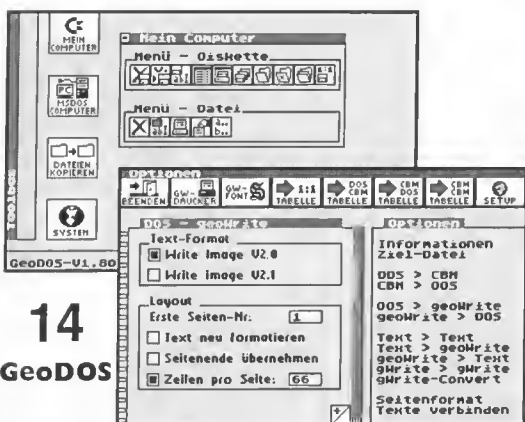 MEIN
COMPUTER
MSDOS
COMPUTER
DATEIEN
KOPIEREN
SYSTEM
GeoDOS-V1.80
Mein Computer
Menü - Diskette
Menü - Datei
Optionen
BEENDEN
GW-
DRUCKER
GW-
FONT
1:1
TABELLE
DOS
CBM
TABELLE
CBM
DOS
TABELLE
CBM
CBM
TABELLE
SETUP
DOS - geoWrite
Text-Format
Write Image V2.0
Write image V2.1
Layout
Erste Seiten-Nr: 1
Text neu formatieren
Seitenende übernehmen
Zeilen pro Seite: 66
Optionen
Informationen
Ziel-Datei
DOS > CBM
CBM > DOS
DOS > geoWrite
geoWrite > DOS
Text > Text
Text > geoWrite
geoWrite > Text
gWrite > gWrite
gWrite-Convert
Seitenformat
Texte verbinden
14
GeoDOS